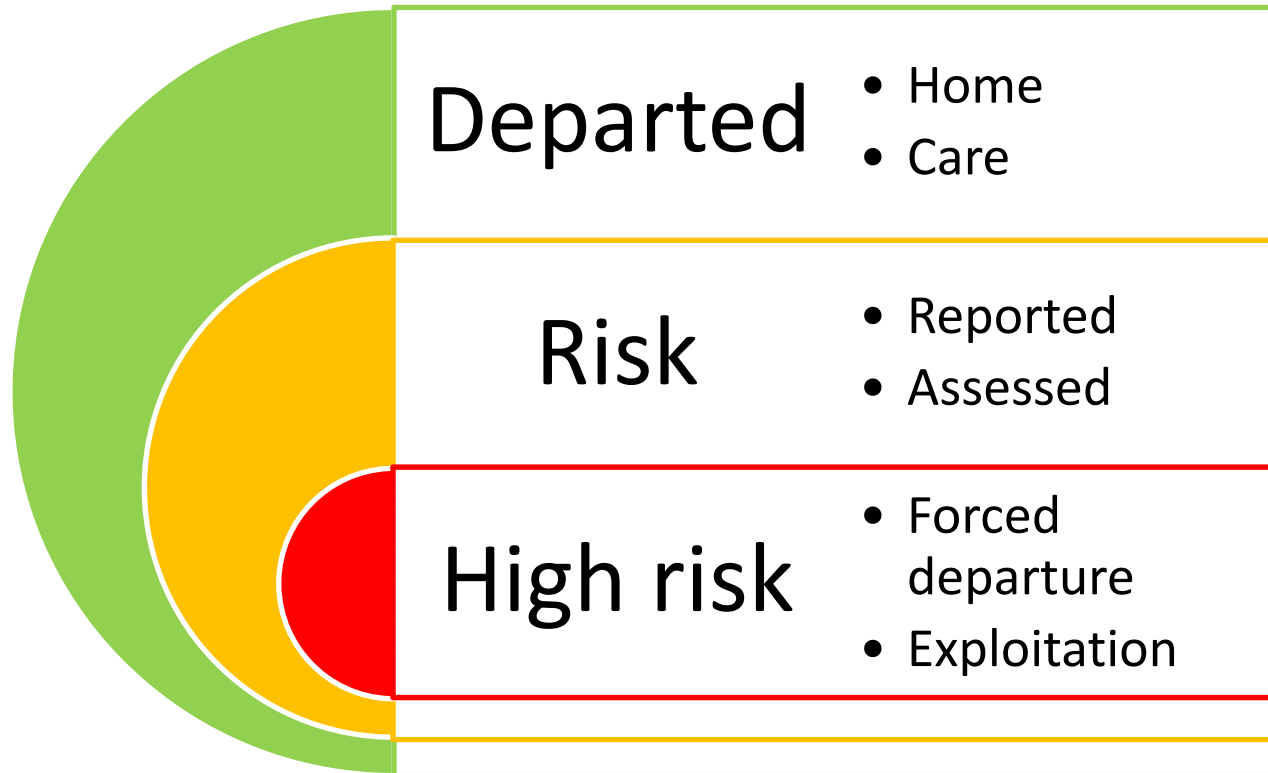 Departed
• Home
• Care
Risk
• Reported
• Assessed
High risk
• Forced
departure
• Exploitation